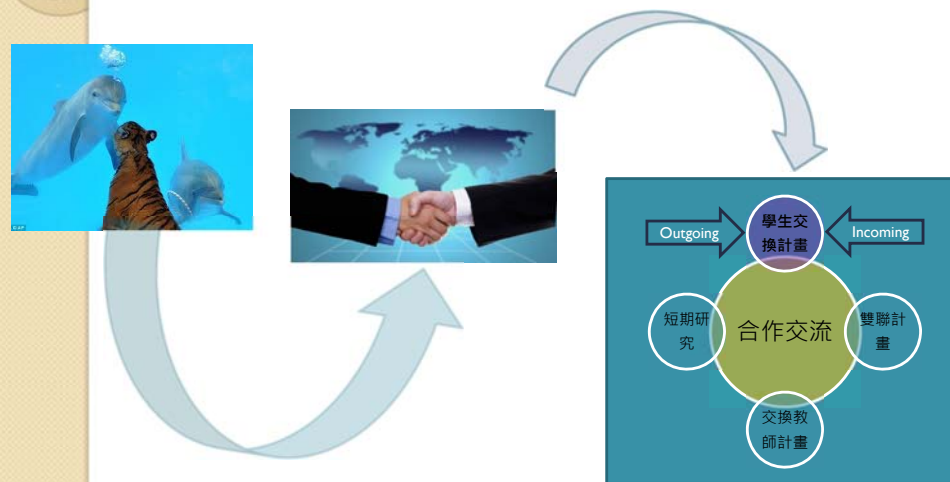 © AP
Outgoing
學生交
換計畫
Incoming
短期研
究
合作交流
雙聯計
畫
交換教
師計畫